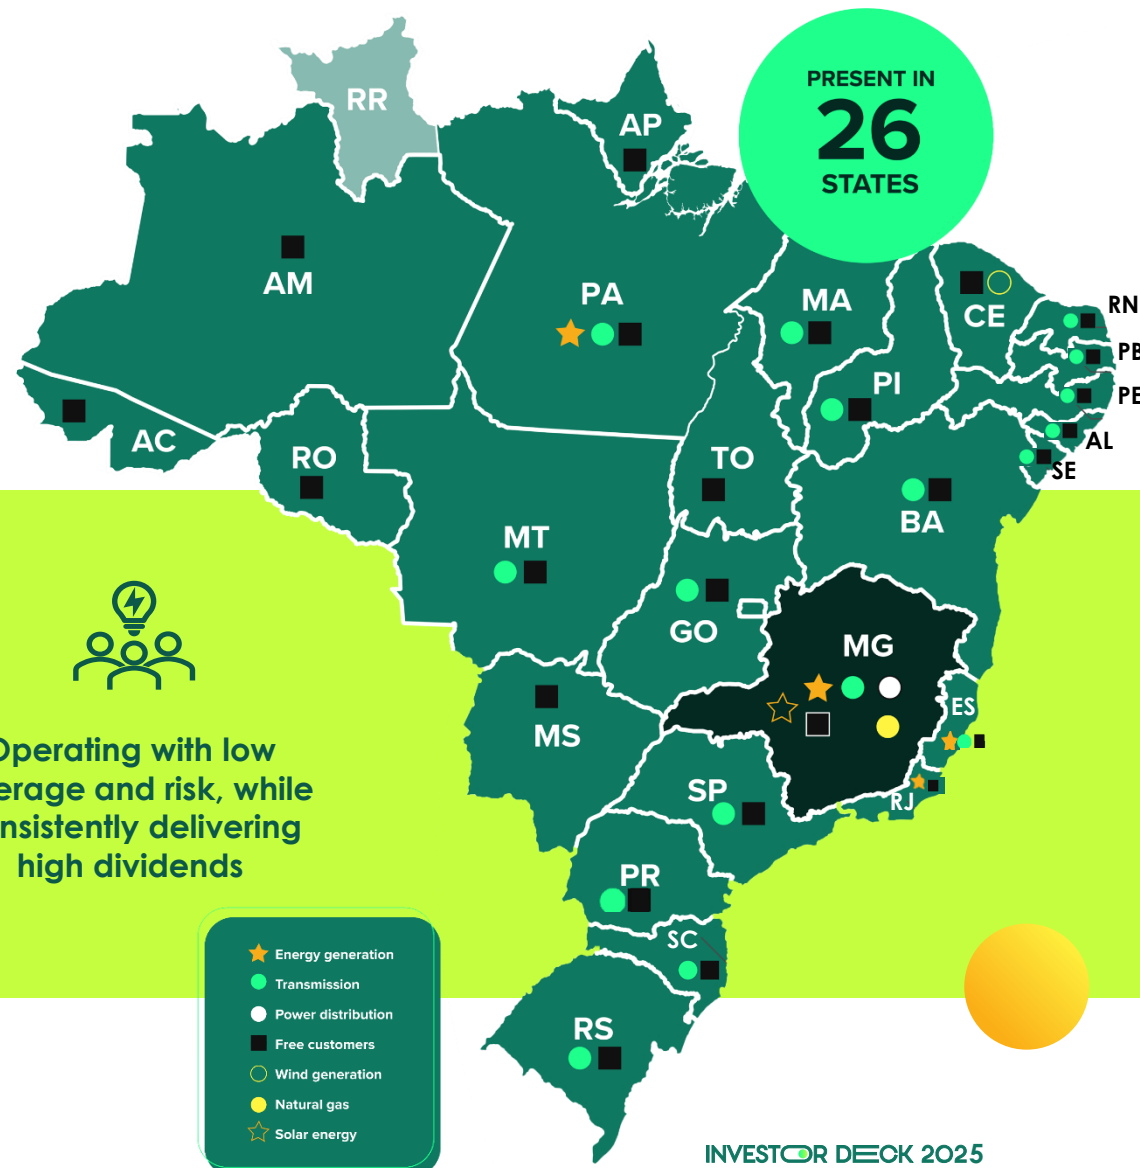 RR
AP
PRESENT IN
26
STATES
AM
PA
MA
CE
RN
PB
PE
PI
AL
SE
AC
RO
TO
BA
MT
GO
MG
ES
MS
SP
RJ
PR
SC
RS
Operating with low
erage and risk, while
nsistently delivering
high dividends
Energy generation
Transmission
Power distribution
Free customers
Wind generation
Natural gas
Solar energy
INVESTOR DECK 2025